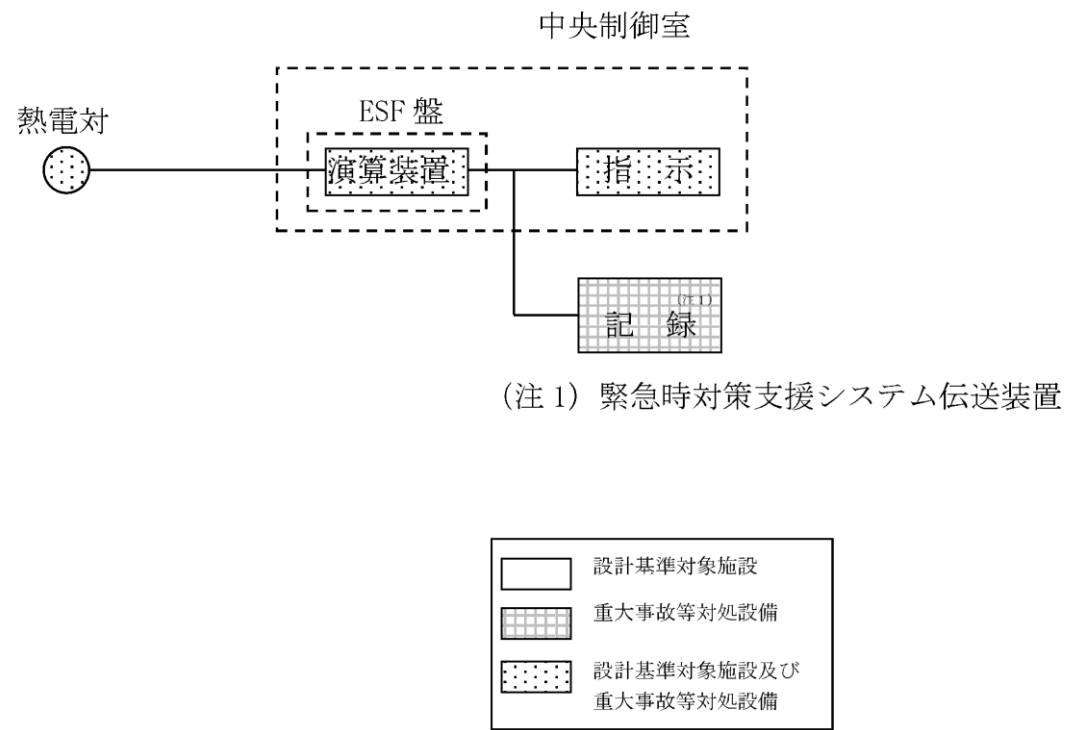 中央制御室
熱電対
ESF 盤
演算装置
指 示
(注 1)
記 録
(注 1) 緊急時対策支援システム伝送装置
設計基準対象施設
重大事故等対処設備
設計基準対象施設及び
重大事故等対処設備